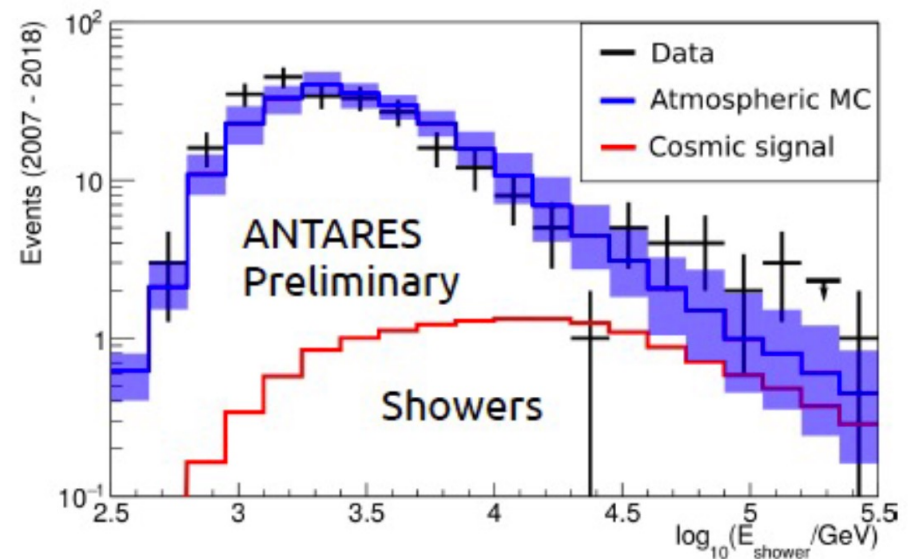 10²
10
1
10⁻¹
Events (2007 - 2018)
Data
Atmospheric MC
Cosmic signal
ANTARES
Preliminary
Showers
2.5 3 3.5 4 4.5 5 5.5
log₁₀(E_shower/GeV)